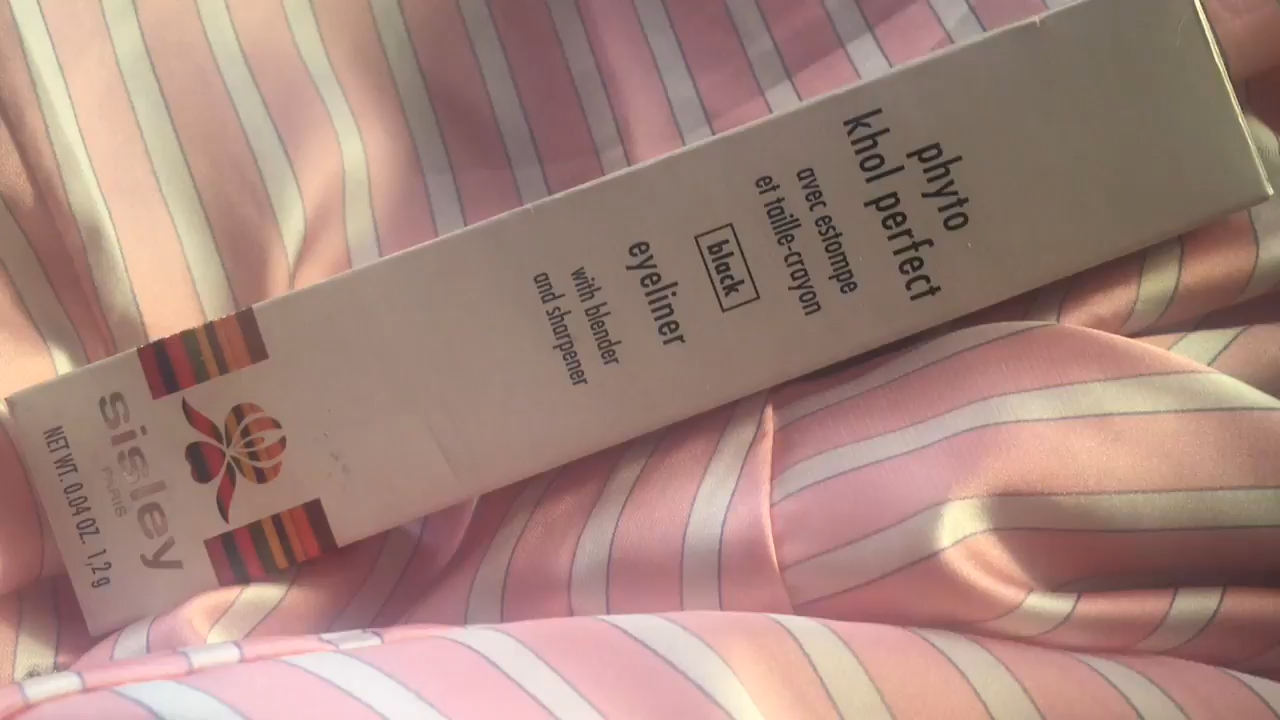 phyto
khol perfect
avec estompe
et taille-crayon
black
eyeliner
with blender
and sharpener
sisley
PARIS
NET WT. 0.04 OZ. 1,2 g